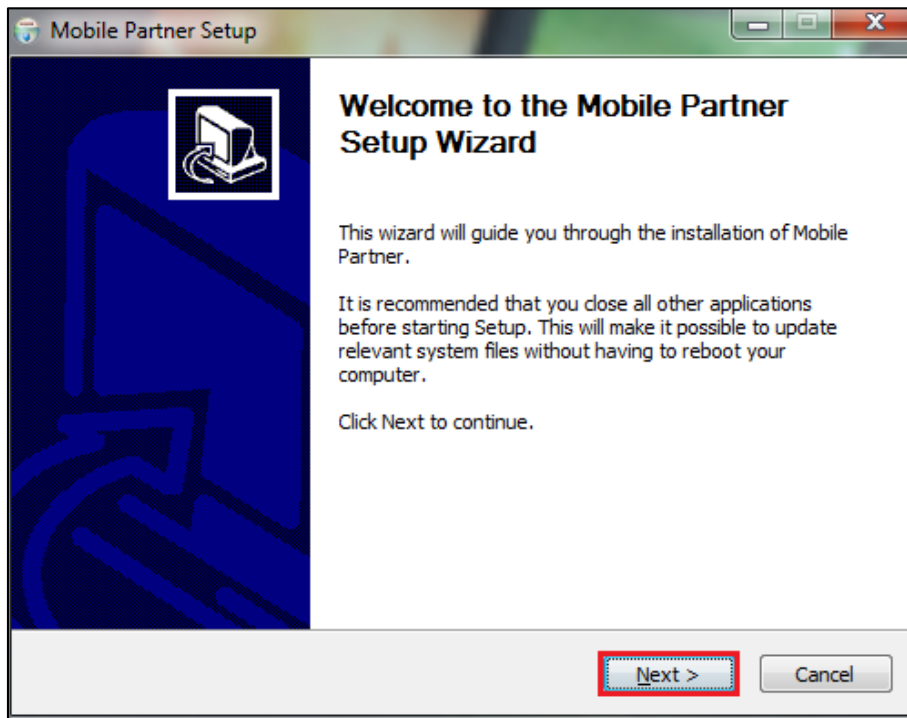 Mobile Partner Setup
Welcome to the Mobile Partner
Setup Wizard
This wizard will guide you through the installation of Mobile
Partner.
It is recommended that you close all other applications
before starting Setup. This will make it possible to update
relevant system files without having to reboot your
computer.
Click Next to continue.
Next > Cancel